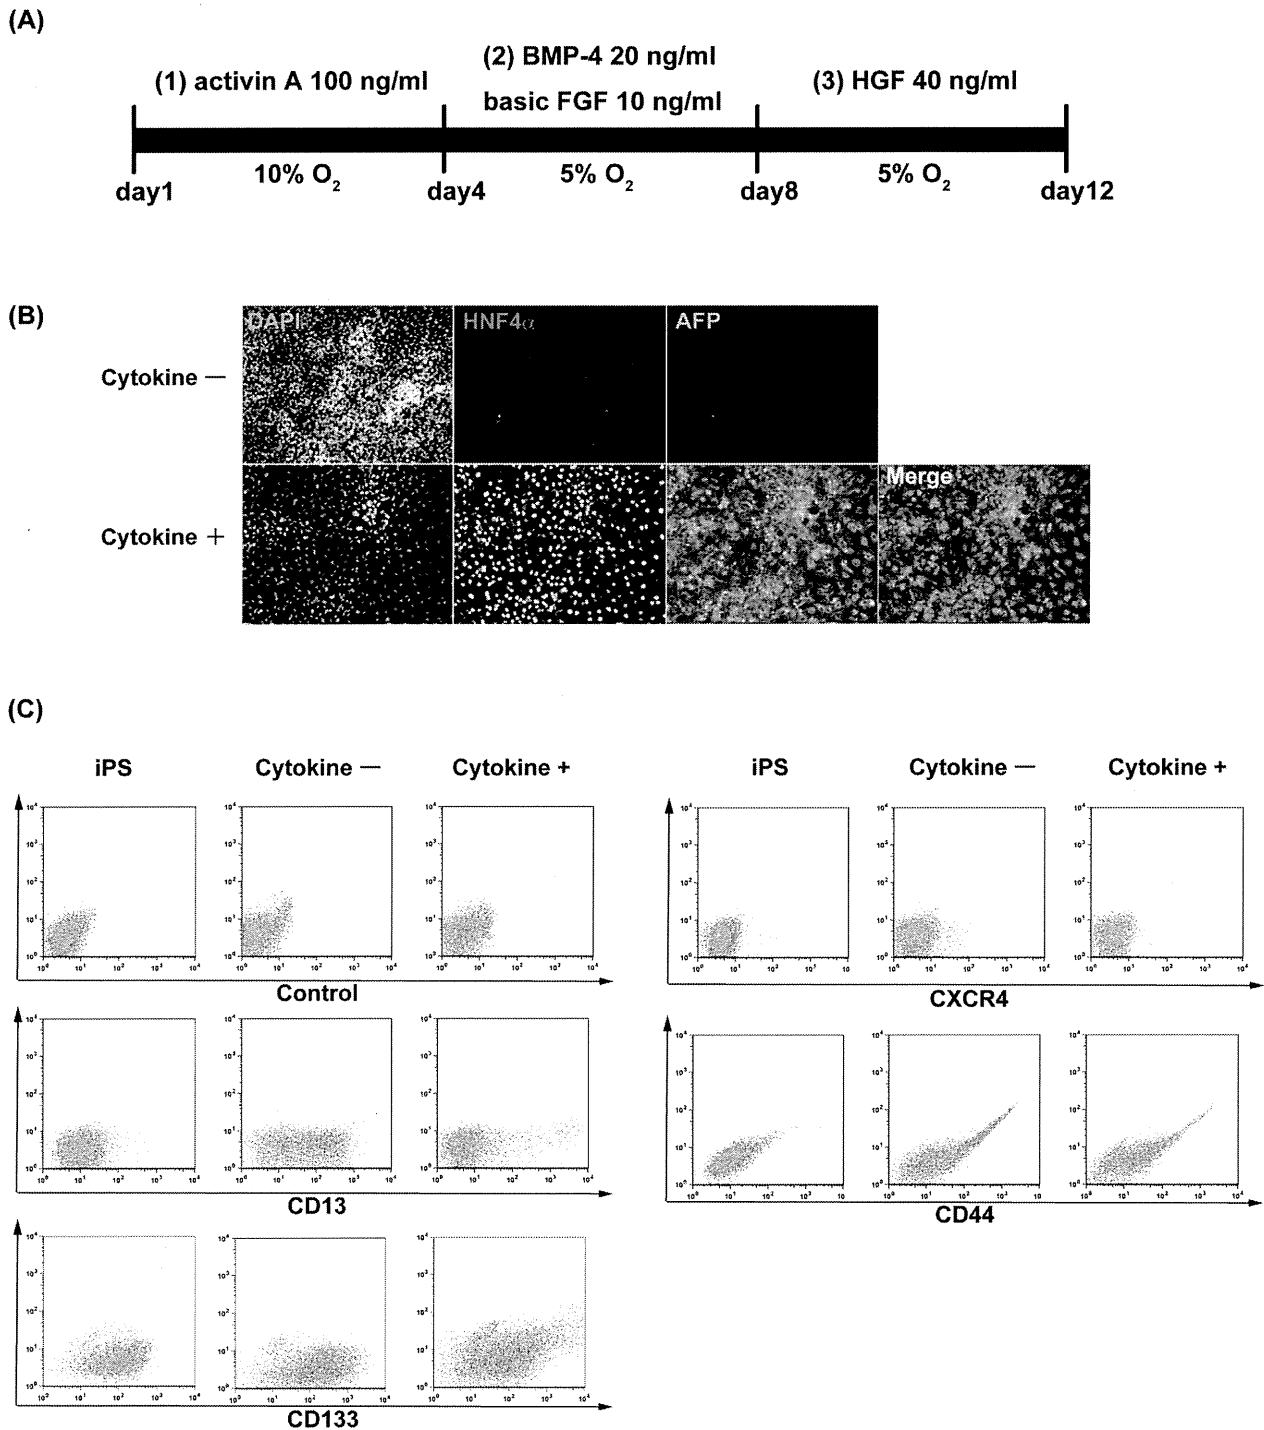 (A)
(1) activin A 100 ng/ml
(2) BMP-4 20 ng/ml
basic FGF 10 ng/ml
(3) HGF 40 ng/ml
10% O2
5% O2
5% O2
day1
day4
day8
day12
(B)
DAPI
HNF4α
AFP
Cytokine —
Merge
Cytokine +
(C)
iPS
Cytokine —
Cytokine +
iPS
Cytokine —
Cytokine +
Control
CXCR4
CD13
CD44
CD133